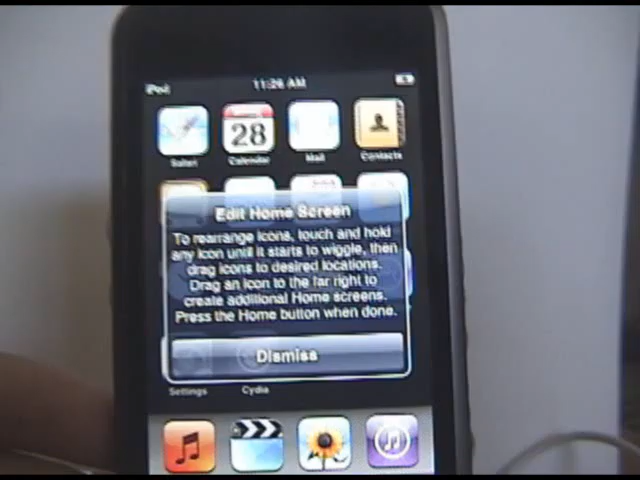 iPod 11:26 AM
28
Safari Calendar Mail Contacts
Edit Home Screen
To rearrange icons, touch and hold
any icon until it starts to wiggle, then
drag icons to desired locations.
Drag an icon to the far right to
create additional Home screens.
Press the Home button when done.
Dismiss
Settings Cydia